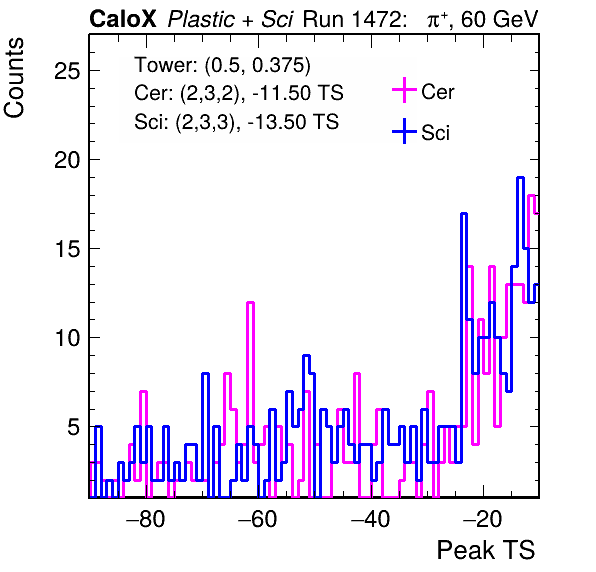 CaloX Plastic + Sci Run 1472: π⁺, 60 GeV
Counts
Tower: (0.5, 0.375)
Cer: (2,3,2), -11.50 TS
Sci: (2,3,3), -13.50 TS
Cer
Sci
25
20
15
10
5
−80 −60 −40 −20
Peak TS